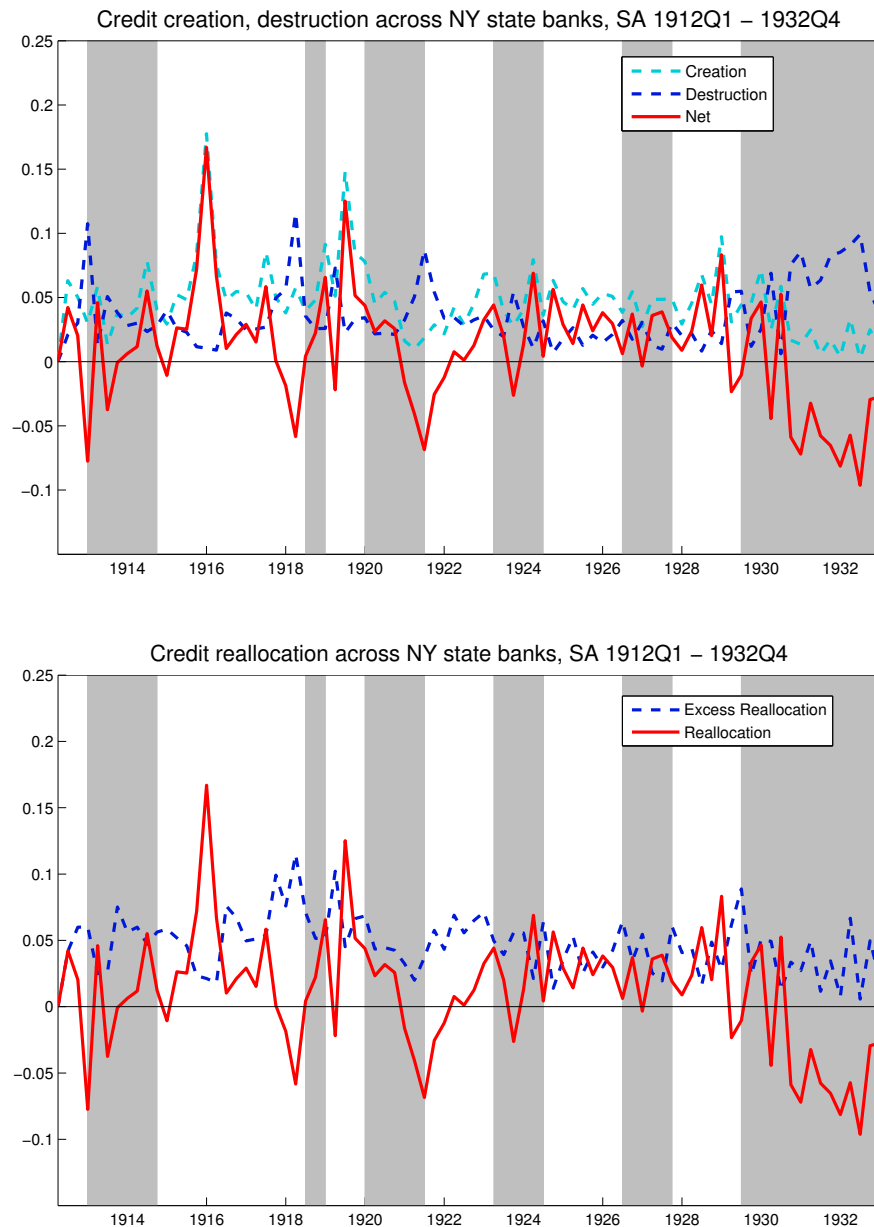 Credit creation, destruction across NY state banks, SA 1912Q1 − 1932Q4
0.25
0.2
0.15
0.1
0.05
0
−0.05
−0.1
Creation
Destruction
Net
1914 1916 1918 1920 1922 1924 1926 1928 1930 1932
Credit reallocation across NY state banks, SA 1912Q1 − 1932Q4
0.25
0.2
0.15
0.1
0.05
0
−0.05
−0.1
Excess Reallocation
Reallocation
1914 1916 1918 1920 1922 1924 1926 1928 1930 1932